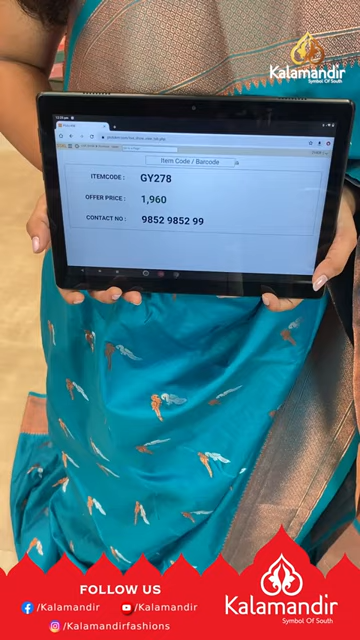 Kalamandir
Symbol Of South
Item Code / Barcode
ITEMCODE : GY278
OFFER PRICE : 1,960
CONTACT NO : 9852 9852 99
FOLLOW US
/Kalamandir /Kalamandir
/Kalamandirfashions
Kalamandir
Symbol Of South